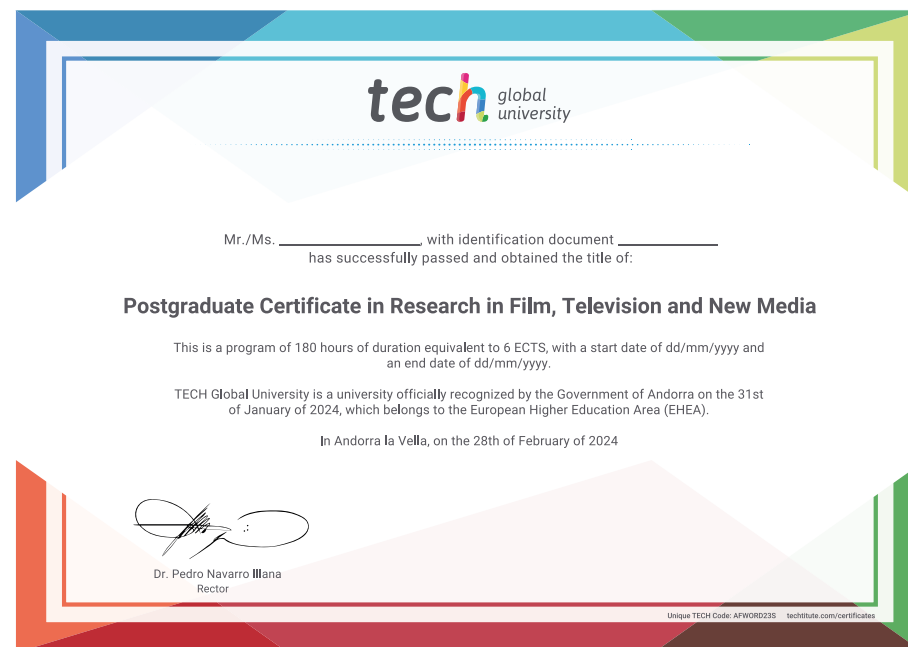 tech global university
Mr./Ms. ____________________, with identification document ______________
has successfully passed and obtained the title of:
Postgraduate Certificate in Research in Film, Television and New Media
This is a program of 180 hours of duration equivalent to 6 ECTS, with a start date of dd/mm/yyyy and
an end date of dd/mm/yyyy.
TECH Global University is a university officially recognized by the Government of Andorra on the 31st
of January of 2024, which belongs to the European Higher Education Area (EHEA).
In Andorra la Vella, on the 28th of February of 2024
Dr. Pedro Navarro Illana
Rector
Unique TECH Code: AFWORD23S techtitute.com/certificates